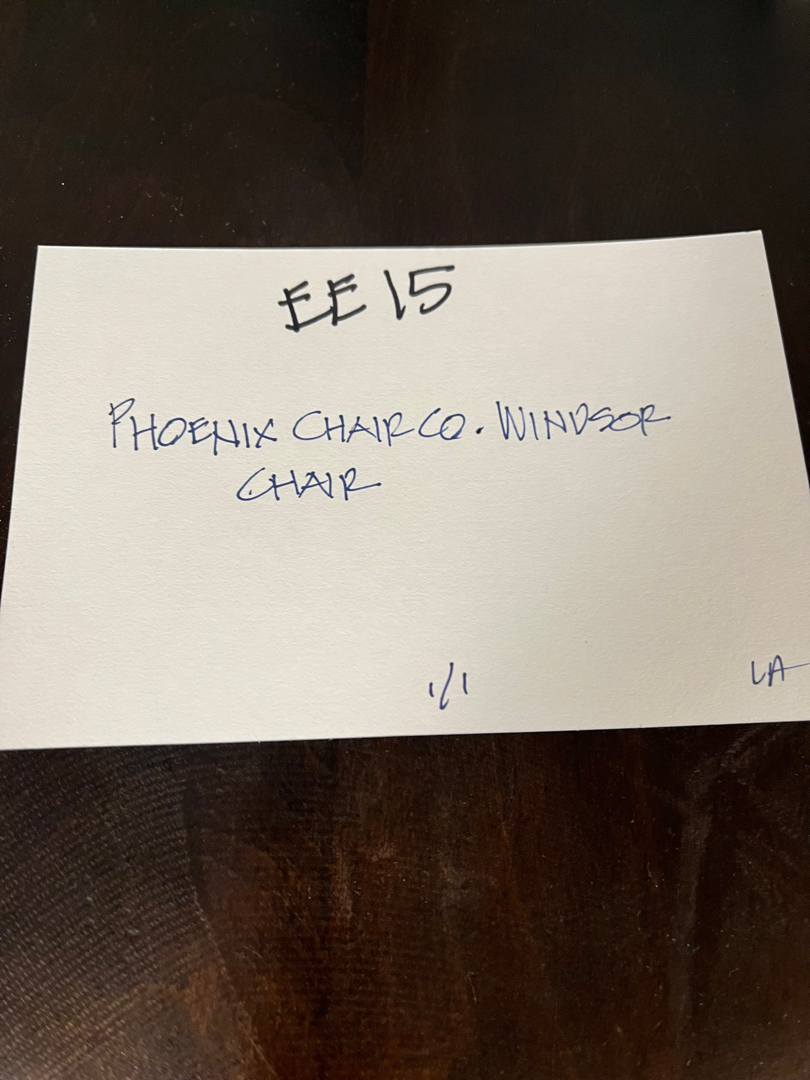 EE 15
PHOENIX CHAIR CO. WINDSOR
CHAIR
1/1
LA